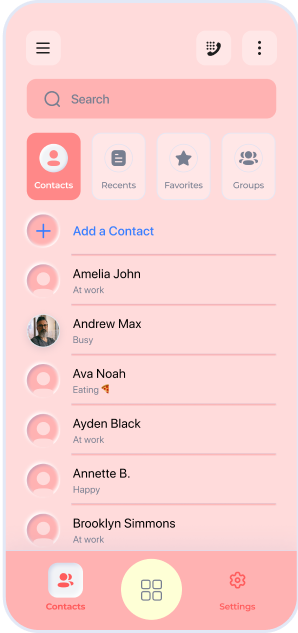 Search
Contacts Recents Favorites Groups
Add a Contact
Amelia John
At work
Andrew Max
Busy
Ava Noah
Eating 🍕
Ayden Black
At work
Annette B.
Happy
Brooklyn Simmons
At work
Contacts Settings